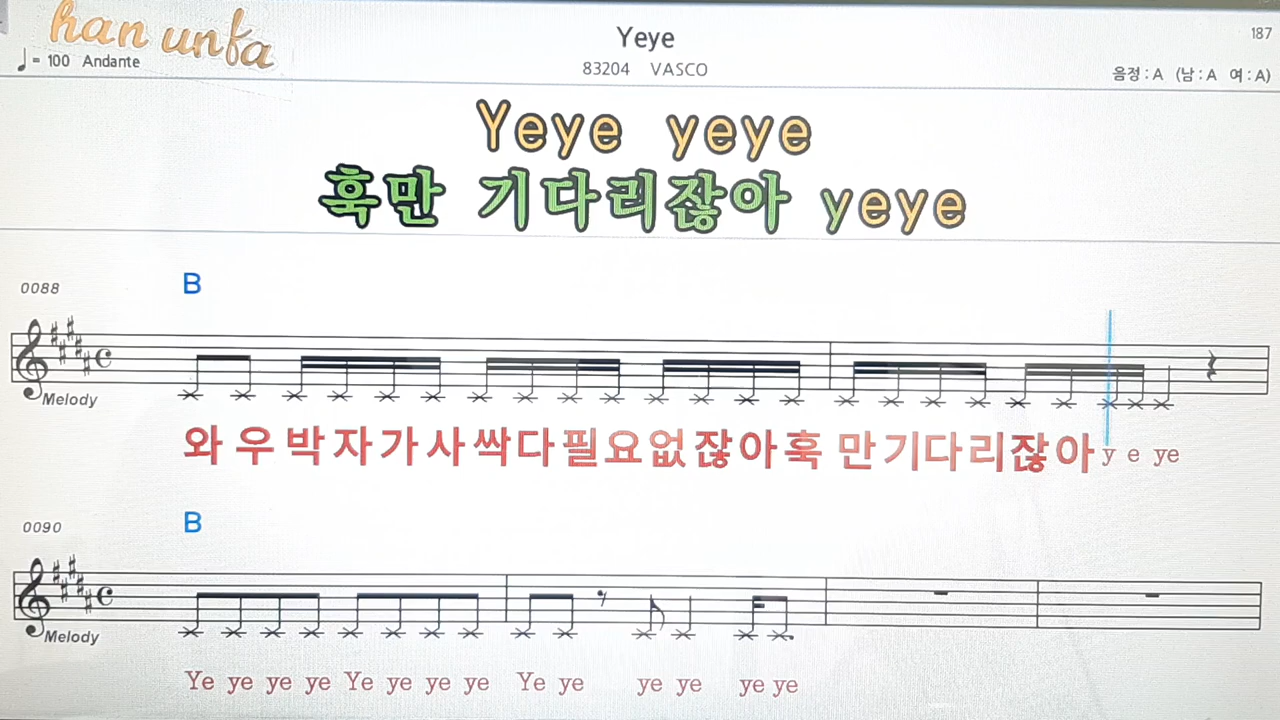 han unfa
Yeye
187
♩= 100 Andante
83204 VASCO
음정 : A (남 : A 여 : A)
Yeye yeye
훅만 기다리잖아 yeye
0088
B
Melody
와 우 박 자 가 사 싹 다 필 요 없 잖 아 훅 만 기 다 리 잖 아 y e ye
0090
B
Melody
Ye ye ye ye Ye ye ye ye Ye ye ye ye ye ye